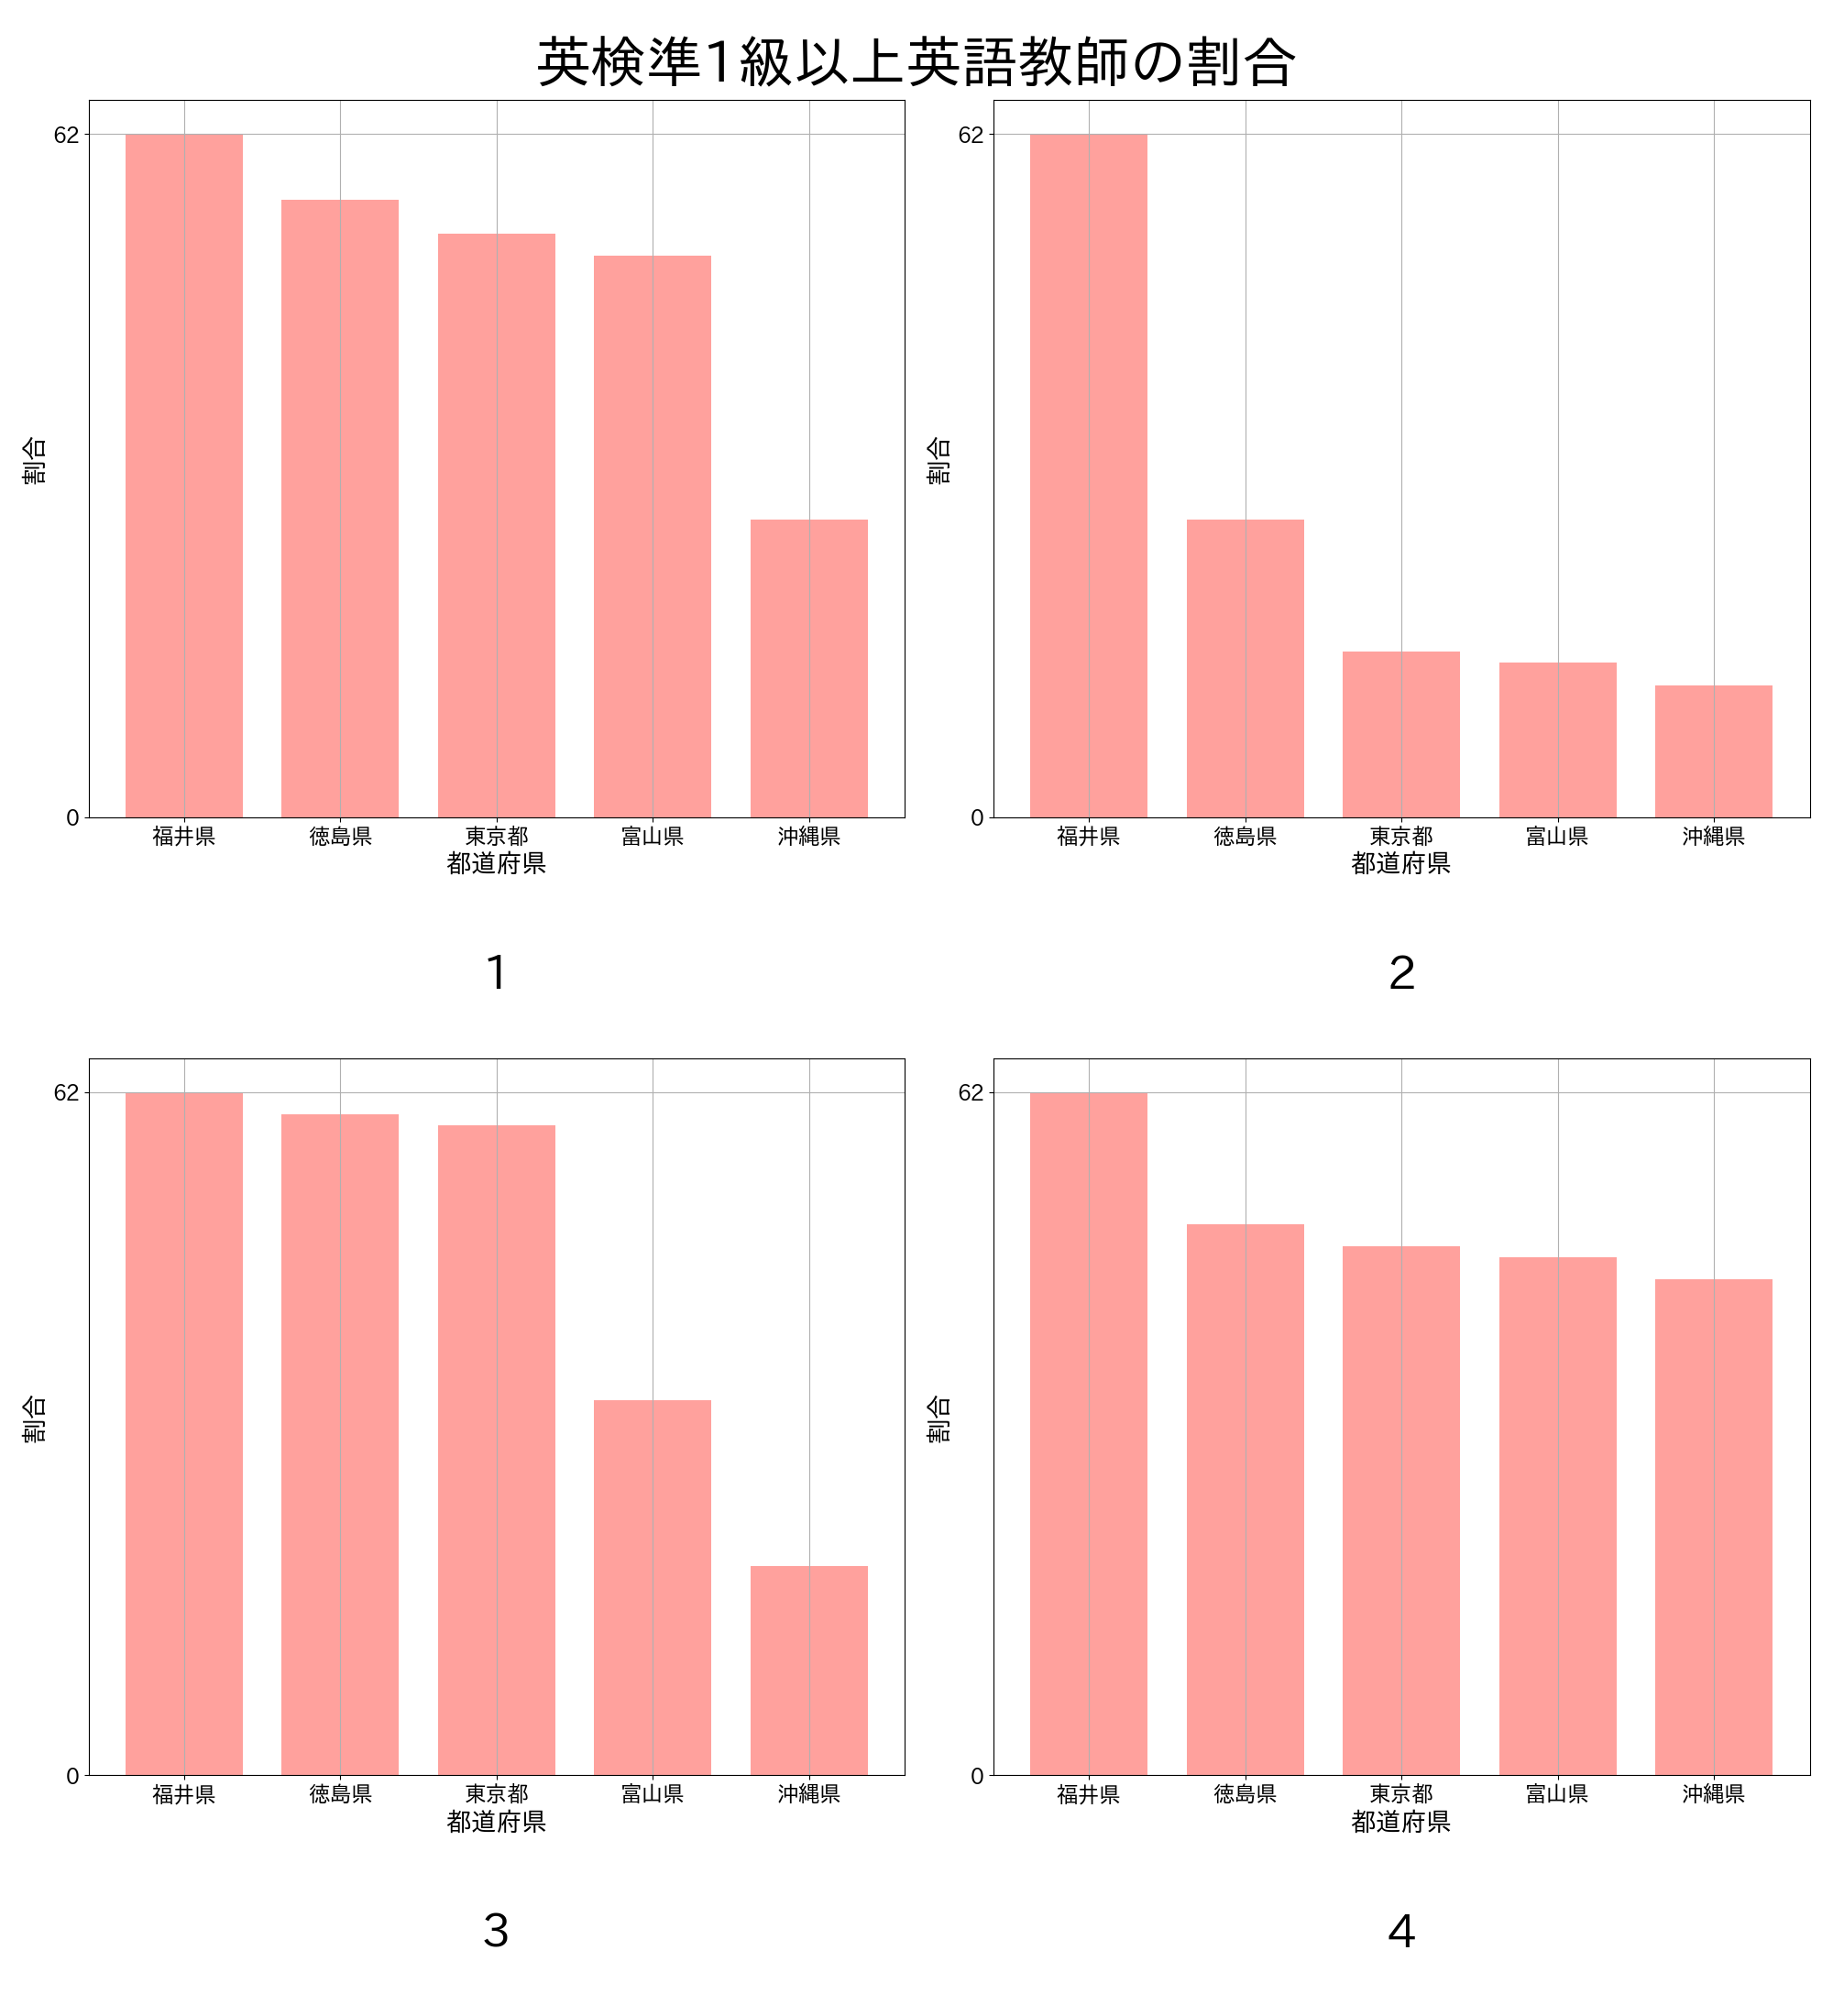 英検準1級以上英語教師の割合
62
0
割合
福井県 徳島県 東京都 富山県 沖縄県
都道府県
1
62
0
割合
福井県 徳島県 東京都 富山県 沖縄県
都道府県
2
62
0
割合
福井県 徳島県 東京都 富山県 沖縄県
都道府県
3
62
0
割合
福井県 徳島県 東京都 富山県 沖縄県
都道府県
4